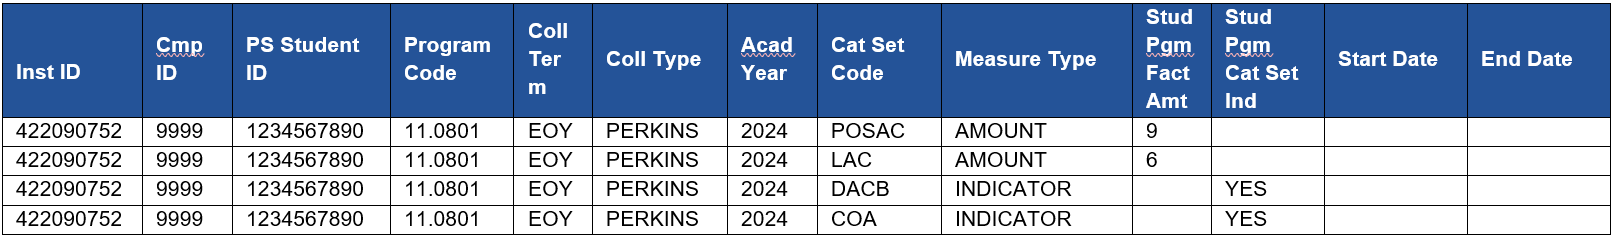 Inst ID | Cmp ID | PS Student ID | Program Code | Coll Ter m | Coll Type | Acad Year | Cat Set Code | Measure Type | Stud Pgm Fact Amt | Stud Pgm Cat Set Ind | Start Date | End Date
422090752 | 9999 | 1234567890 | 11.0801 | EOY | PERKINS | 2024 | POSAC | AMOUNT | 9 | | |
422090752 | 9999 | 1234567890 | 11.0801 | EOY | PERKINS | 2024 | LAC | AMOUNT | 6 | | |
422090752 | 9999 | 1234567890 | 11.0801 | EOY | PERKINS | 2024 | DACB | INDICATOR | | YES | |
422090752 | 9999 | 1234567890 | 11.0801 | EOY | PERKINS | 2024 | COA | INDICATOR | | YES | |